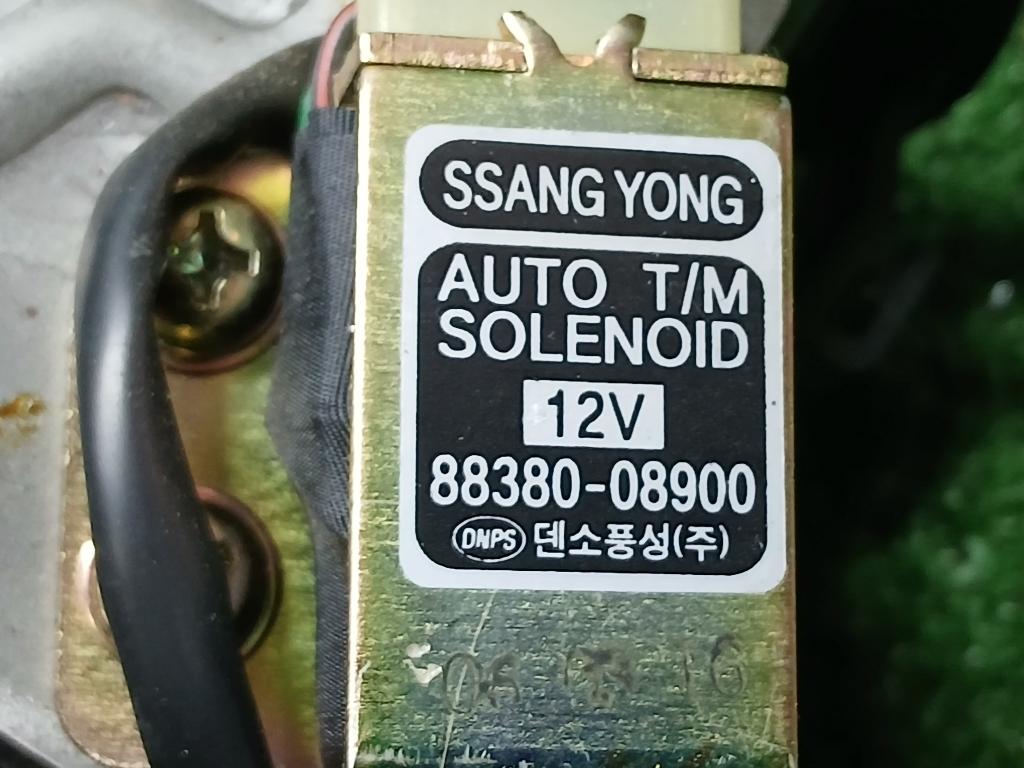 SSANG YONG
AUTO T/M
SOLENOID
12V
88380-08900
DNPS 덴소풍성(주)